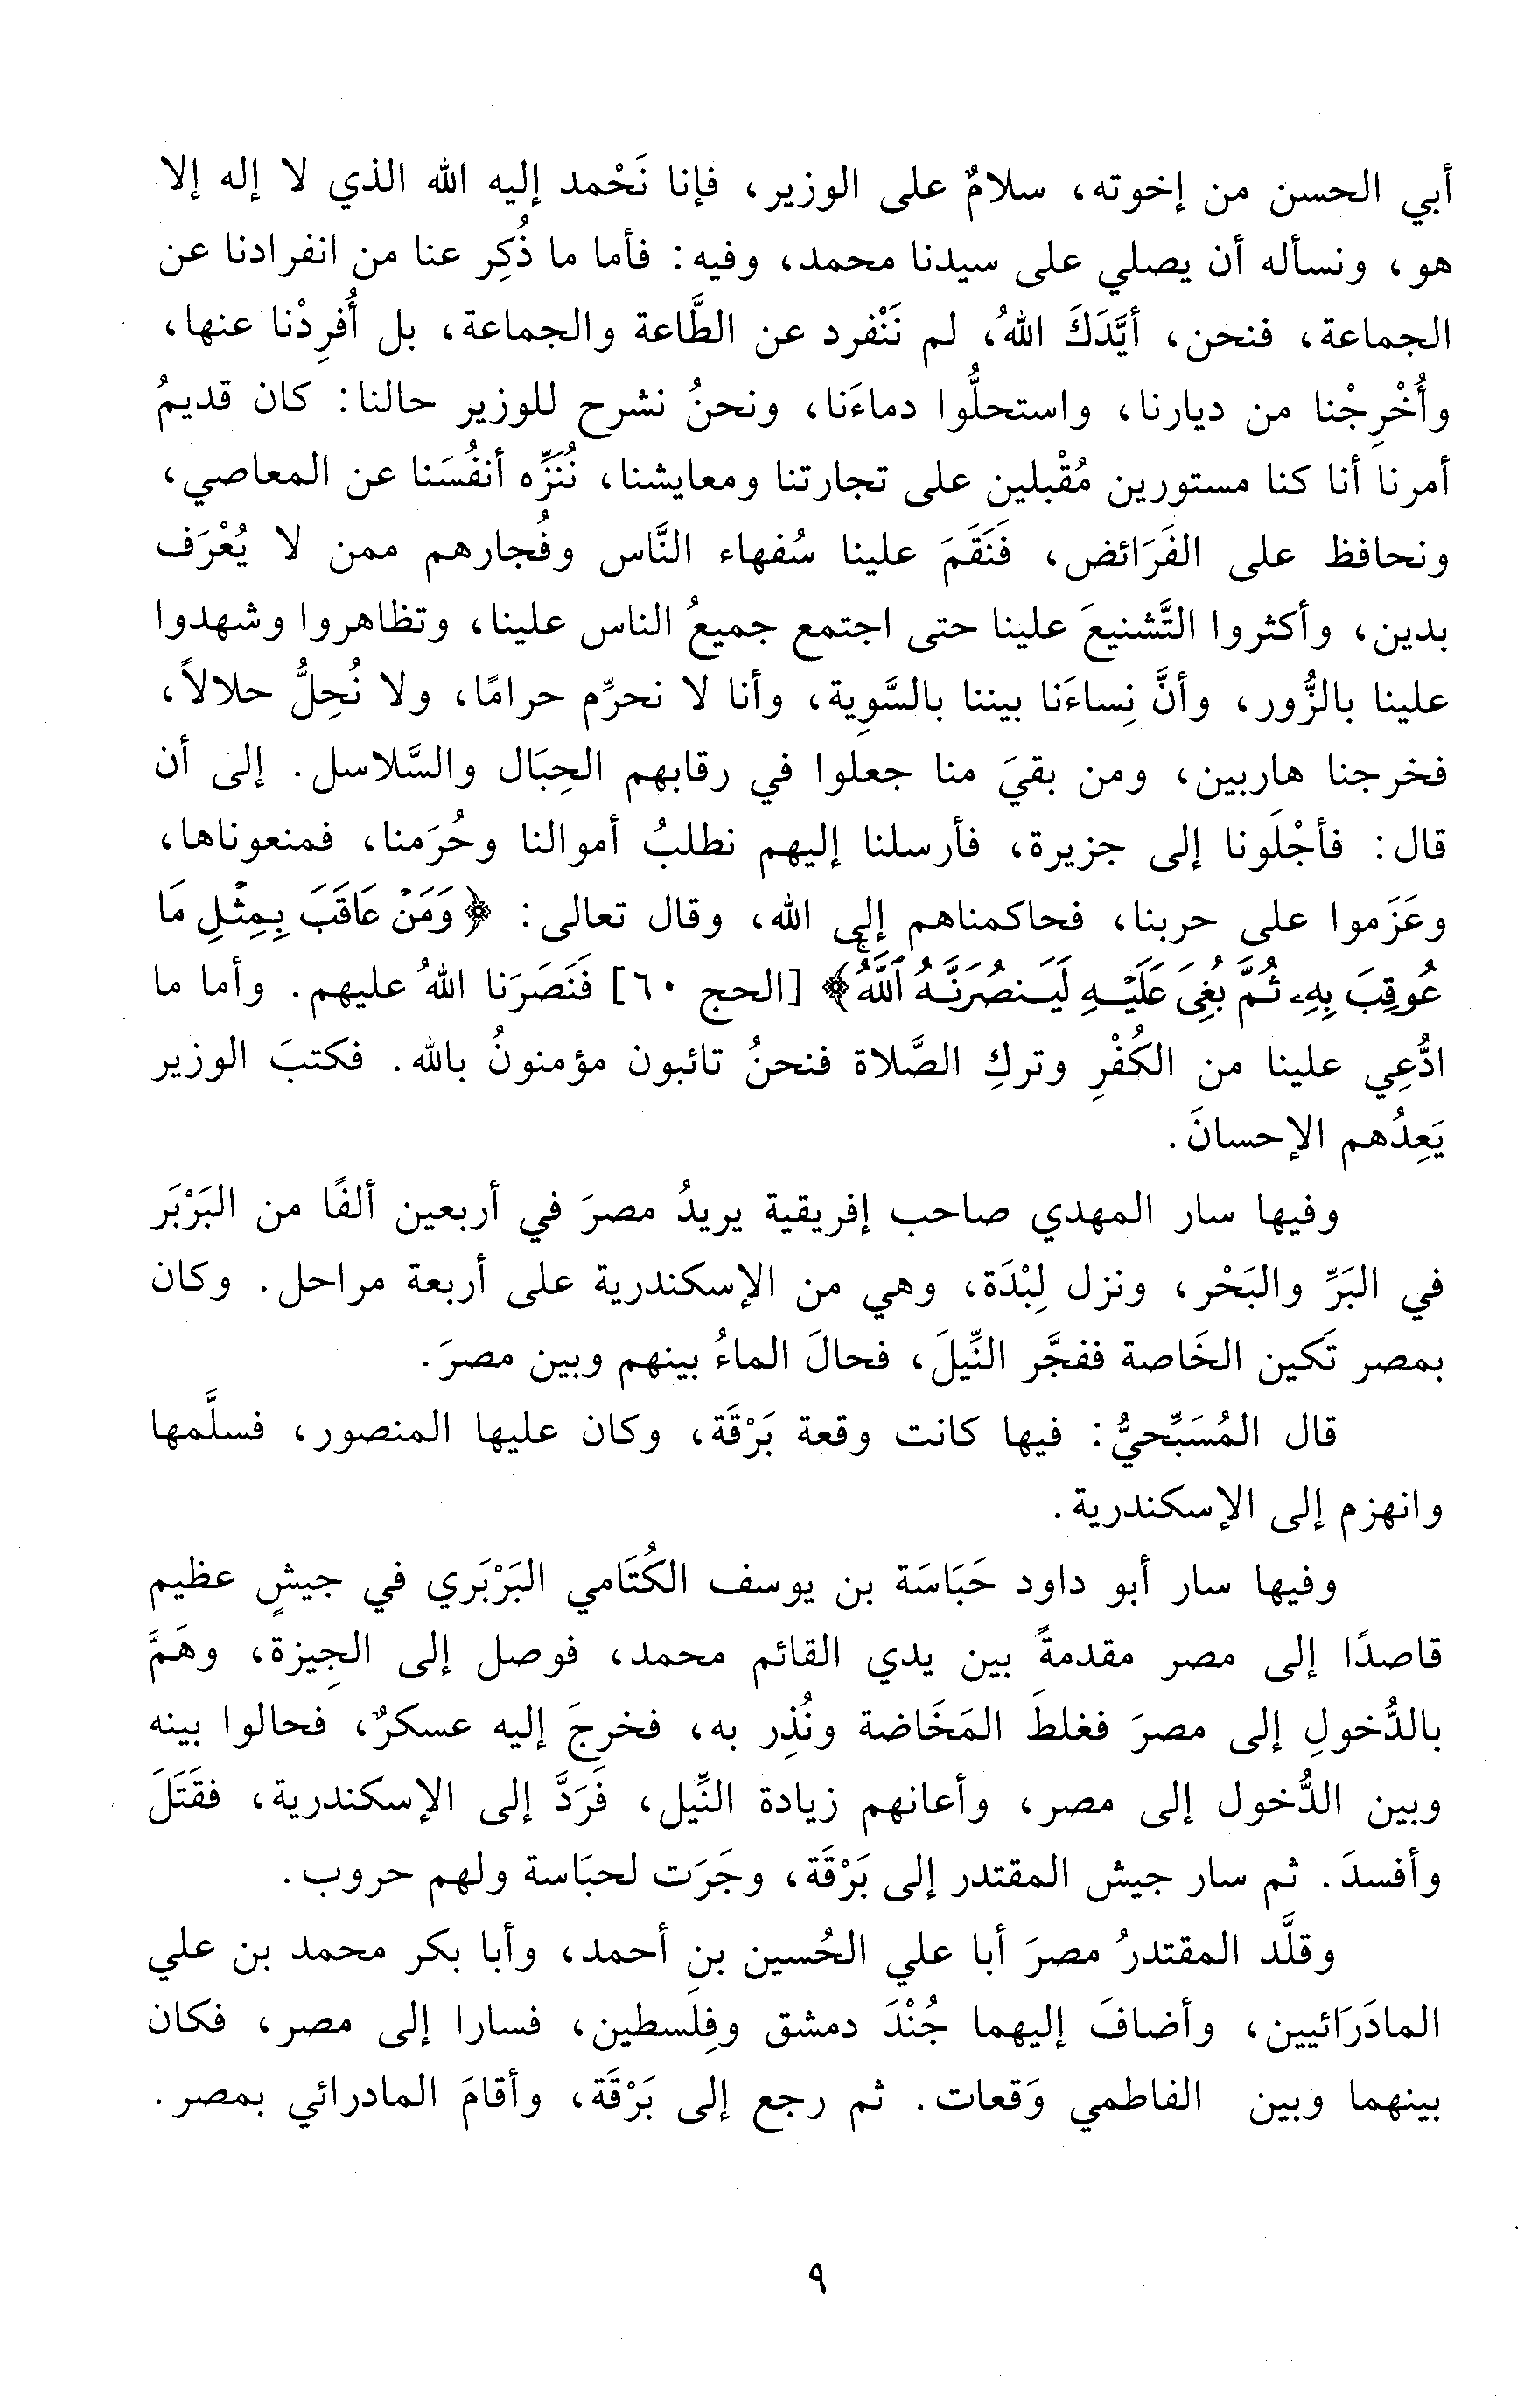 أبي الحسن من إخوته، سلامٌ على الوزير، فإنا نَحْمد إليه الله الذي لا إله إلا
هو، ونسأله أن يصلي على سيدنا محمد، وفيه: فأما ما ذُكِر عنا من انفرادنا عن
الجماعة، فنحن، أيَّدَكَ اللهُ، لم نَنْفرد عن الطَّاعة والجماعة، بل أُفرِدْنا عنها،
وأُخْرِجْنا من ديارنا، واستحلُّوا دماءَنا، ونحنُ نشرح للوزير حالنا: كان قديمُ
أمرنا أنا كنا مستورين مُقْبلين على تجارتنا ومعايشنا، نُنَزِّه أنفُسَنا عن المعاصي،
ونحافظ على الفَرَائض، فَنَقَمَ علينا سُفهاء النَّاس وفُجارهم ممن لا يُعْرَف
بدين، وأكثروا التَّشنيعَ علينا حتى اجتمع جميعُ الناس علينا، وتظاهروا وشهدوا
علينا بالزُّور، وأنَّ نِساءَنا بيننا بالسَّوِية، وأنا لا نحرِّم حرامًا، ولا نُحِلُّ حلالاً،
فخرجنا هاربين، ومن بقيَ منا جعلوا في رقابهم الحِبَال والسَّلاسل. إلى أن
قال: فأجْلَونا إلى جزيرة، فأرسلنا إليهم نطلبُ أموالنا وحُرَمنا، فمنعوناها،
وعَزَموا على حربنا، فحاكمناهم إلى الله، وقال تعالى: ﴿وَمَنْ عَاقَبَ بِمِثْلِ مَا
عُوقِبَ بِهِۦ ثُمَّ بُغِىَ عَلَيْهِ لَيَنصُرَنَّهُ ٱللَّهُ﴾ [الحج ٦٠] فَنَصَرَنا اللهُ عليهم. وأما ما
ادُّعِي علينا من الكُفْرِ وتركِ الصَّلاة فنحنُ تائبون مؤمنونُ بالله. فكتبَ الوزير
يَعِدُهم الإحسانَ.
وفيها سار المهدي صاحب إفريقية يريدُ مصرَ في أربعين ألفًا من البَرْبَر
في البَرِّ والبَحْر، ونزل لِبْدَة، وهي من الإسكندرية على أربعة مراحل. وكان
بمصر تَكين الخَاصة ففجَّر النِّيلَ، فحالَ الماءُ بينهم وبين مصرَ.
قال المُسَبِّحيُّ: فيها كانت وقعة بَرْقَة، وكان عليها المنصور، فسلَّمها
وانهزم إلى الإسكندرية.
وفيها سار أبو داود حَبَاسَة بن يوسف الكُتَامي البَرْبَري في جيشٍ عظيم
قاصدًا إلى مصر مقدمةً بين يدي القائم محمد، فوصل إلى الجِيزة، وهَمَّ
بالدُّخولِ إلى مصرَ فغلطَ المَخَاضة ونُذِر به، فخرجَ إليه عسكرٌ، فحالوا بينه
وبين الدُّخول إلى مصر، وأعانهم زيادة النِّيل، فَرَدَّ إلى الإسكندرية، فقَتَلَ
وأفسدَ. ثم سار جيش المقتدر إلى بَرْقَة، وجَرَت لحبَاسة ولهم حروب.
وقلَّد المقتدرُ مصرَ أبا علي الحُسين بنِ أحمد، وأبا بكر محمد بن علي
المادَرَائيين، وأضافَ إليهما جُنْدَ دمشق وفِلَسطين، فسارا إلى مصر، فكان
بينهما وبين الفاطمي وَقعات. ثم رجع إلى بَرْقَة، وأقامَ المادرائي بمصر.
٩